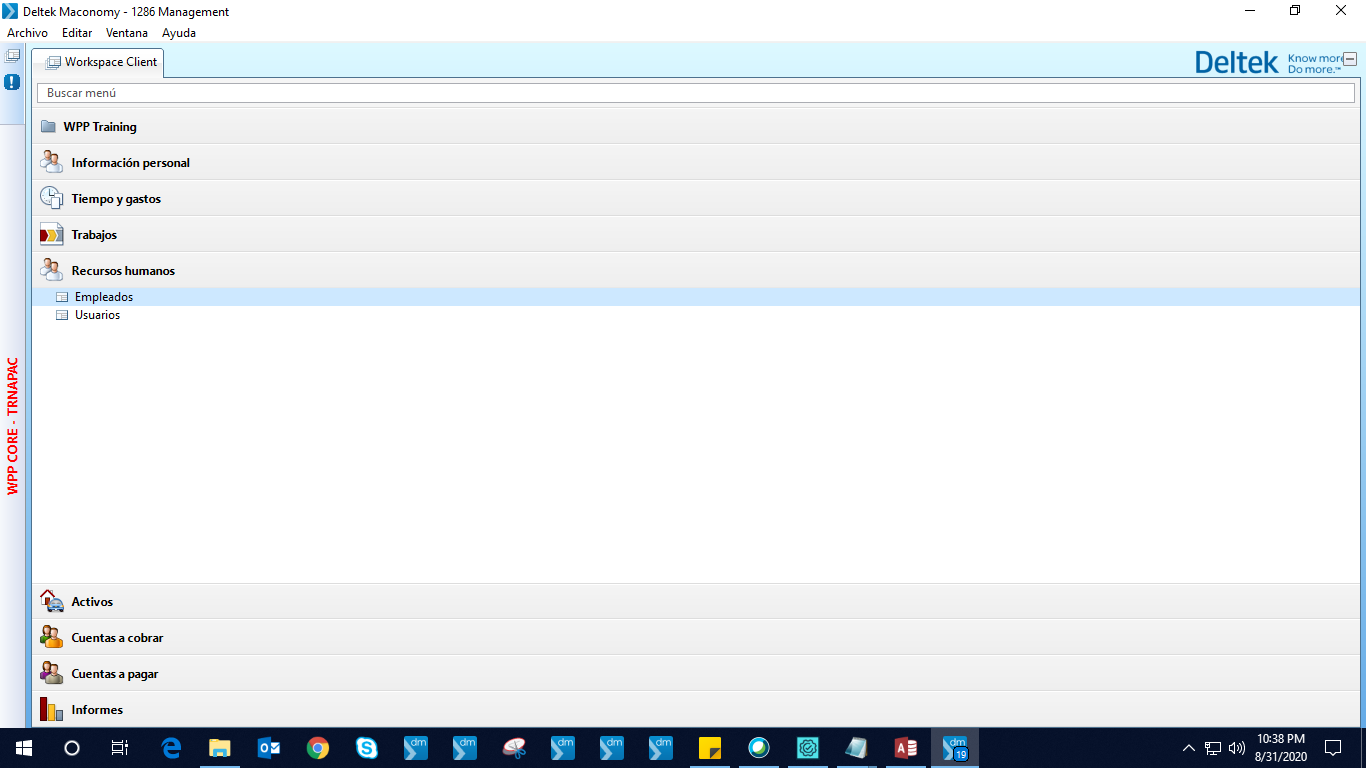 Deltek Maconomy - 1286 Management
Archivo Editar Ventana Ayuda
Workspace Client
Deltek Know more. Do more.™
Buscar menú
WPP Training
Información personal
Tiempo y gastos
Trabajos
Recursos humanos
Empleados
Usuarios
WPP CORE - TRNAPAC
Activos
Cuentas a cobrar
Cuentas a pagar
Informes
dm dm dm dm dm dm 19
10:38 PM
8/31/2020